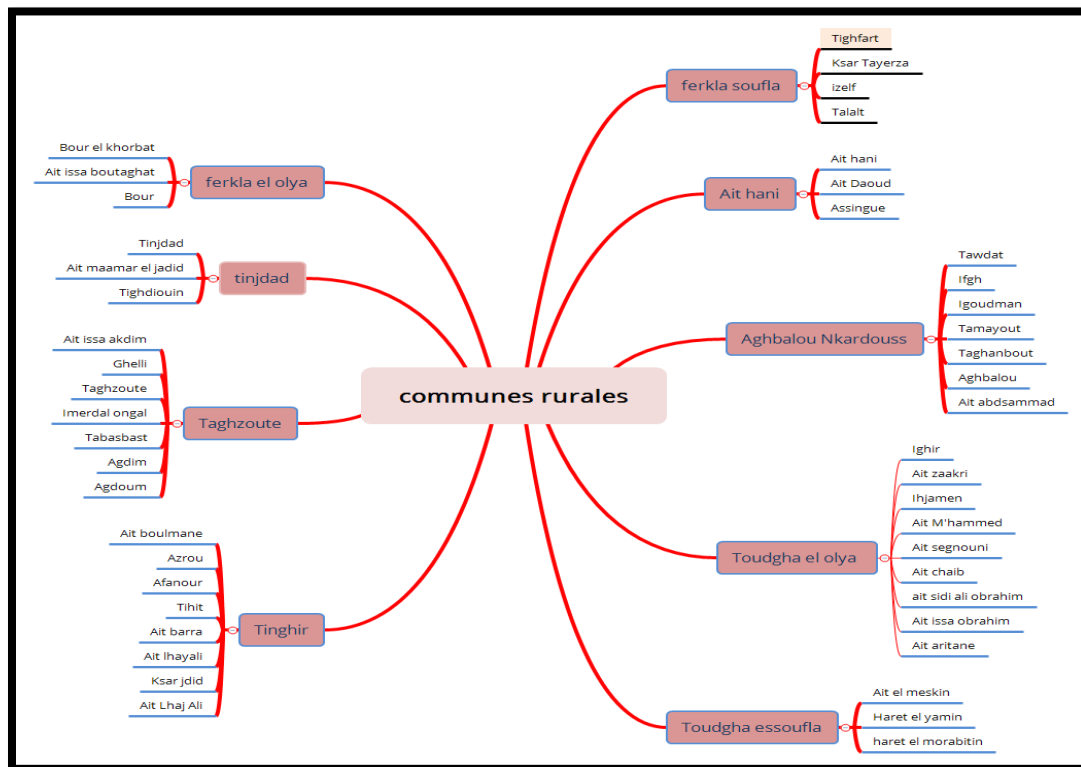 communes rurales
ferkla soufla
Tighfart
Ksar Tayerza
izelf
Talalt
Ait hani
Ait hani
Ait Daoud
Assingue
Aghbalou Nkardouss
Tawdat
Ifgh
Igoudman
Tamayout
Taghanbout
Aghbalou
Ait abdsammad
Toudgha el olya
Ighir
Ait zaakri
Ihjamen
Ait M'hammed
Ait segnouni
Ait chaib
ait sidi ali obrahim
Ait issa obrahim
Ait aritane
Toudgha essoufla
Ait el meskin
Haret el yamin
haret el morabitin
ferkla el olya
Bour el khorbat
Ait issa boutaghat
Bour
tinjdad
Tinjdad
Ait maamar el jadid
Tighdiouin
Taghzoute
Ait issa akdim
Ghelli
Taghzoute
Imerdal ongal
Tabasbast
Agdim
Agdoum
Tinghir
Ait boulmane
Azrou
Afanour
Tihit
Ait barra
Ait lhayali
Ksar jdid
Ait Lhaj Ali